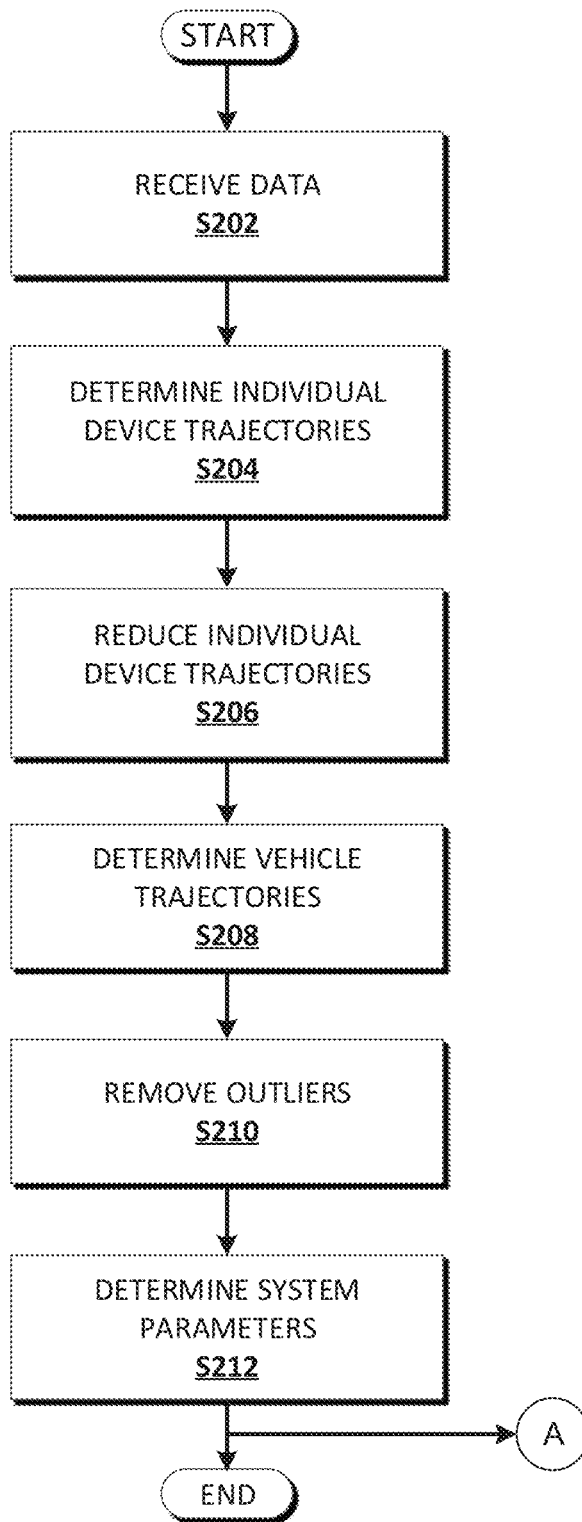 START
RECEIVE DATA
S202
DETERMINE INDIVIDUAL
DEVICE TRAJECTORIES
S204
REDUCE INDIVIDUAL
DEVICE TRAJECTORIES
S206
DETERMINE VEHICLE
TRAJECTORIES
S208
REMOVE OUTLIERS
S210
DETERMINE SYSTEM
PARAMETERS
S212
A
END